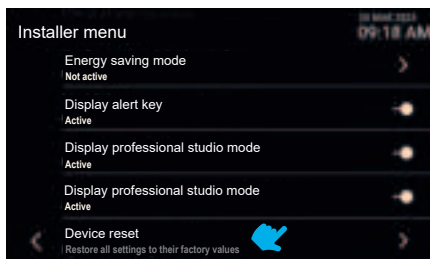 Installer menu
09:18 AM
Energy saving mode
Not active
Display alert key
Active
Display professional studio mode
Active
Display professional studio mode
Active
Device reset
Restore all settings to their factory values